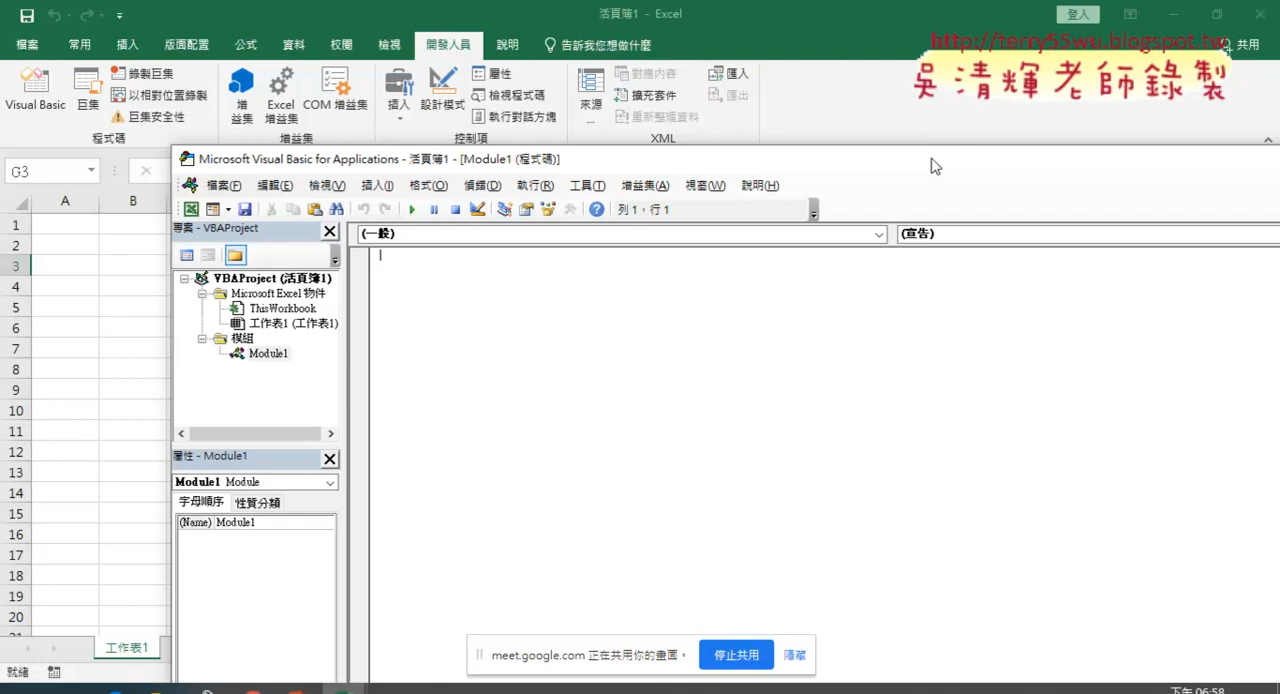 活頁簿1 - Excel
登入
檔案 常用 插入 版面配置 公式 資料 校閱 檢視 開發人員 說明 告訴我您想做什麼 共用
http://terry55wu.blogspot.tw
吳清輝老師錄製
Visual Basic
巨集
錄製巨集
以相對位置錄製
巨集安全性
程式碼
增
益集
Excel
增益集
COM 增益集
增益集
插入
設計模式
屬性
檢視程式碼
執行對話方塊
控制項
來源
...
對應內容
擴充套件
重新整理資料
匯入
匯出
XML
G3
A B
1
2
3
4
5
6
7
8
9
10
11
12
13
14
15
16
17
18
19
20
Microsoft Visual Basic for Applications - 活頁簿1 - [Module1 (程式碼)]
檔案(F) 編輯(E) 檢視(V) 插入(I) 格式(O) 偵錯(D) 執行(R) 工具(T) 增益集(A) 視窗(W) 說明(H)
列 1，行 1
專案 - VBAProject
(一般) (宣告)
VBAProject (活頁簿1)
Microsoft Excel 物件
ThisWorkbook
工作表1 (工作表1)
模組
Module1
屬性 - Module1
Module1 Module
字母順序 性質分類
(Name) Module1
meet.google.com 正在共用你的畫面。 停止共用 隱藏
工作表1
就緒
下午 06:58